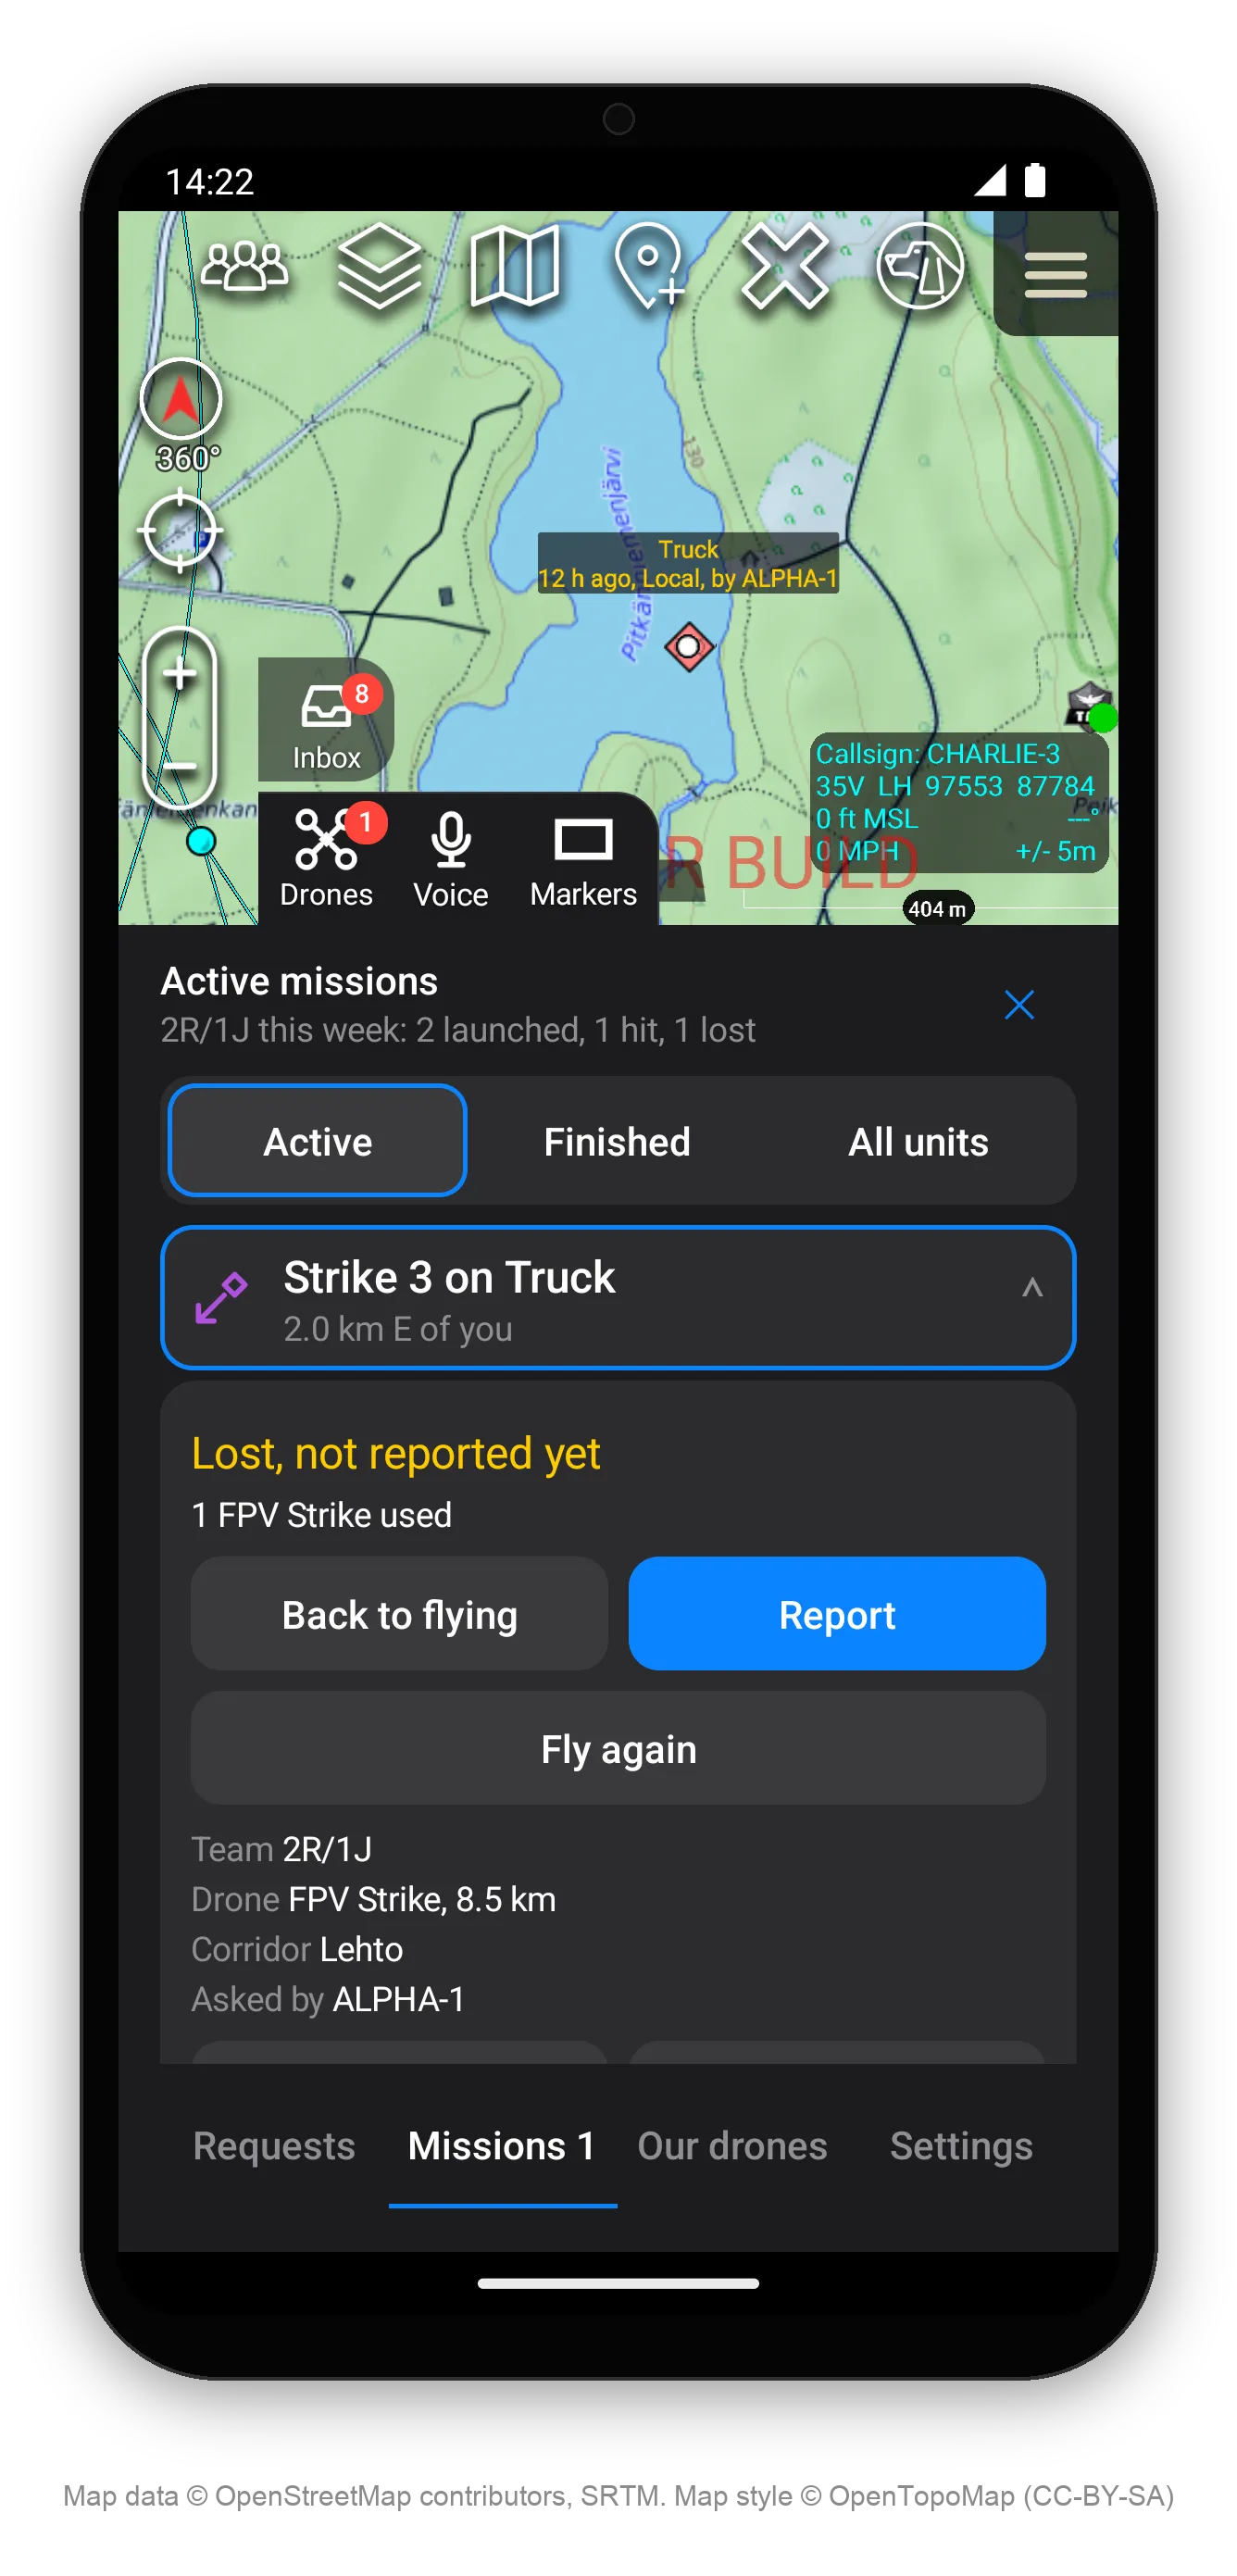 14:22
360°
130
Pitkäniemenjärvi
Truck
12 h ago, Local, by ALPHA-1
8
Inbox
1
Drones
Voice
Markers
R BUILD
Callsign: CHARLIE-3
35V LH 97553 87784
0 ft MSL
---°
0 MPH
+/- 5m
404 m
Active missions
2R/1J this week: 2 launched, 1 hit, 1 lost
Active
Finished
All units
Strike 3 on Truck
2.0 km E of you
Lost, not reported yet
1 FPV Strike used
Back to flying
Report
Fly again
Team 2R/1J
Drone FPV Strike, 8.5 km
Corridor Lehto
Asked by ALPHA-1
Requests
Missions 1
Our drones
Settings
Map data © OpenStreetMap contributors, SRTM. Map style © OpenTopoMap (CC-BY-SA)